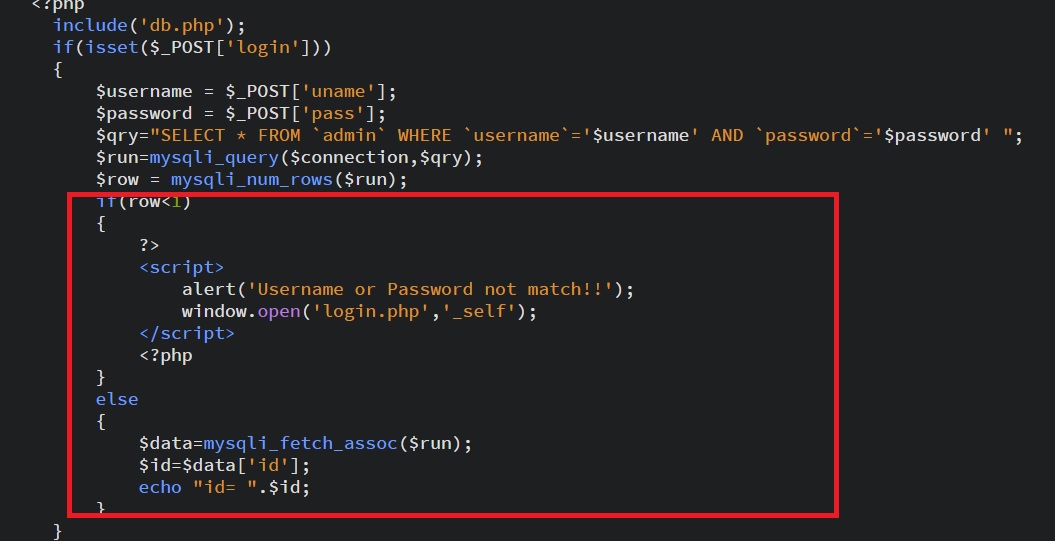 <?php
include('db.php');
if(isset($_POST['login']))
{
$username = $_POST['uname'];
$password = $_POST['pass'];
$qry="SELECT * FROM `admin` WHERE `username`='$username' AND `password`='$password' ";
$run=mysqli_query($connection,$qry);
$row = mysqli_num_rows($run);
if(row<1)
{
?>
<script>
alert('Username or Password not match!!');
window.open('login.php','_self');
</script>
<?php
}
else
{
$data=mysqli_fetch_assoc($run);
$id=$data['id'];
echo "id= ".$id;
}
}